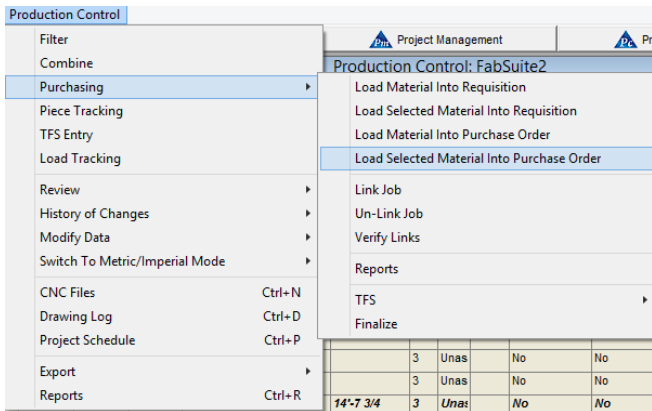 Production Control
Filter
Combine
Purchasing
Piece Tracking
TFS Entry
Load Tracking
Review
History of Changes
Modify Data
Switch To Metric/Imperial Mode
CNC Files Ctrl+N
Drawing Log Ctrl+D
Project Schedule Ctrl+P
Export
Reports Ctrl+R
Pm Project Management
Pc Pr
Production Control: FabSuite2
Load Material Into Requisition
Load Selected Material Into Requisition
Load Material Into Purchase Order
Load Selected Material Into Purchase Order
Link Job
Un-Link Job
Verify Links
Reports
TFS
Finalize
3 Unas No No
3 Unas No No
14'-7 3/4 3 Unas No No